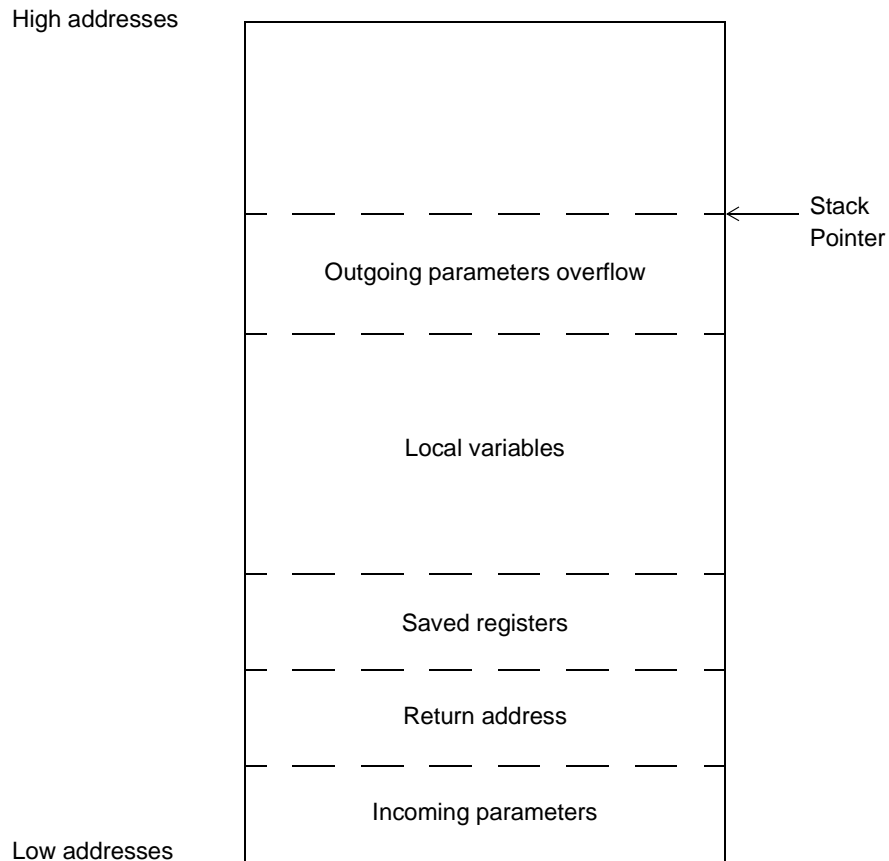 High addresses
Stack
Pointer
Outgoing parameters overflow
Local variables
Saved registers
Return address
Incoming parameters
Low addresses